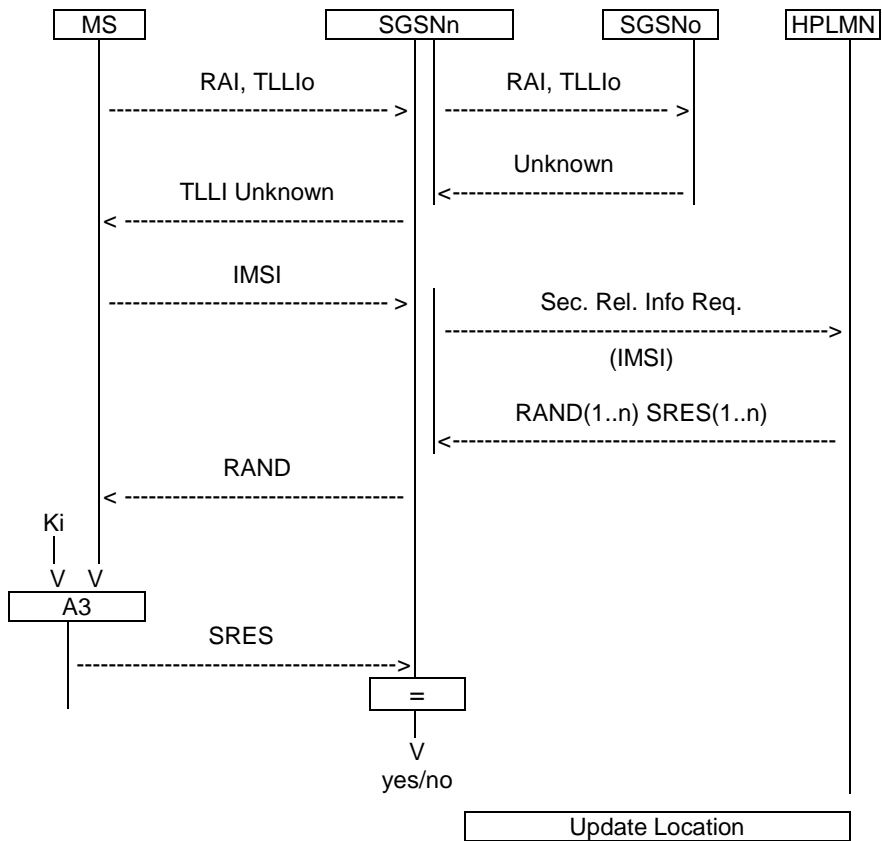 MS SGSNn SGSNo HPLMN
RAI, TLLIo RAI, TLLIo
---------------------------------- > --------------------------- >
Unknown
<----------------------------
TLLI Unknown
< ----------------------------------
IMSI
---------------------------------- >
Sec. Rel. Info Req.
----------------------------------------------->
(IMSI)
RAND(1..n) SRES(1..n)
<-----------------------------------------------
RAND
< ----------------------------------
Ki
V V
A3
SRES
---------------------------------------->
=
V
yes/no
Update Location